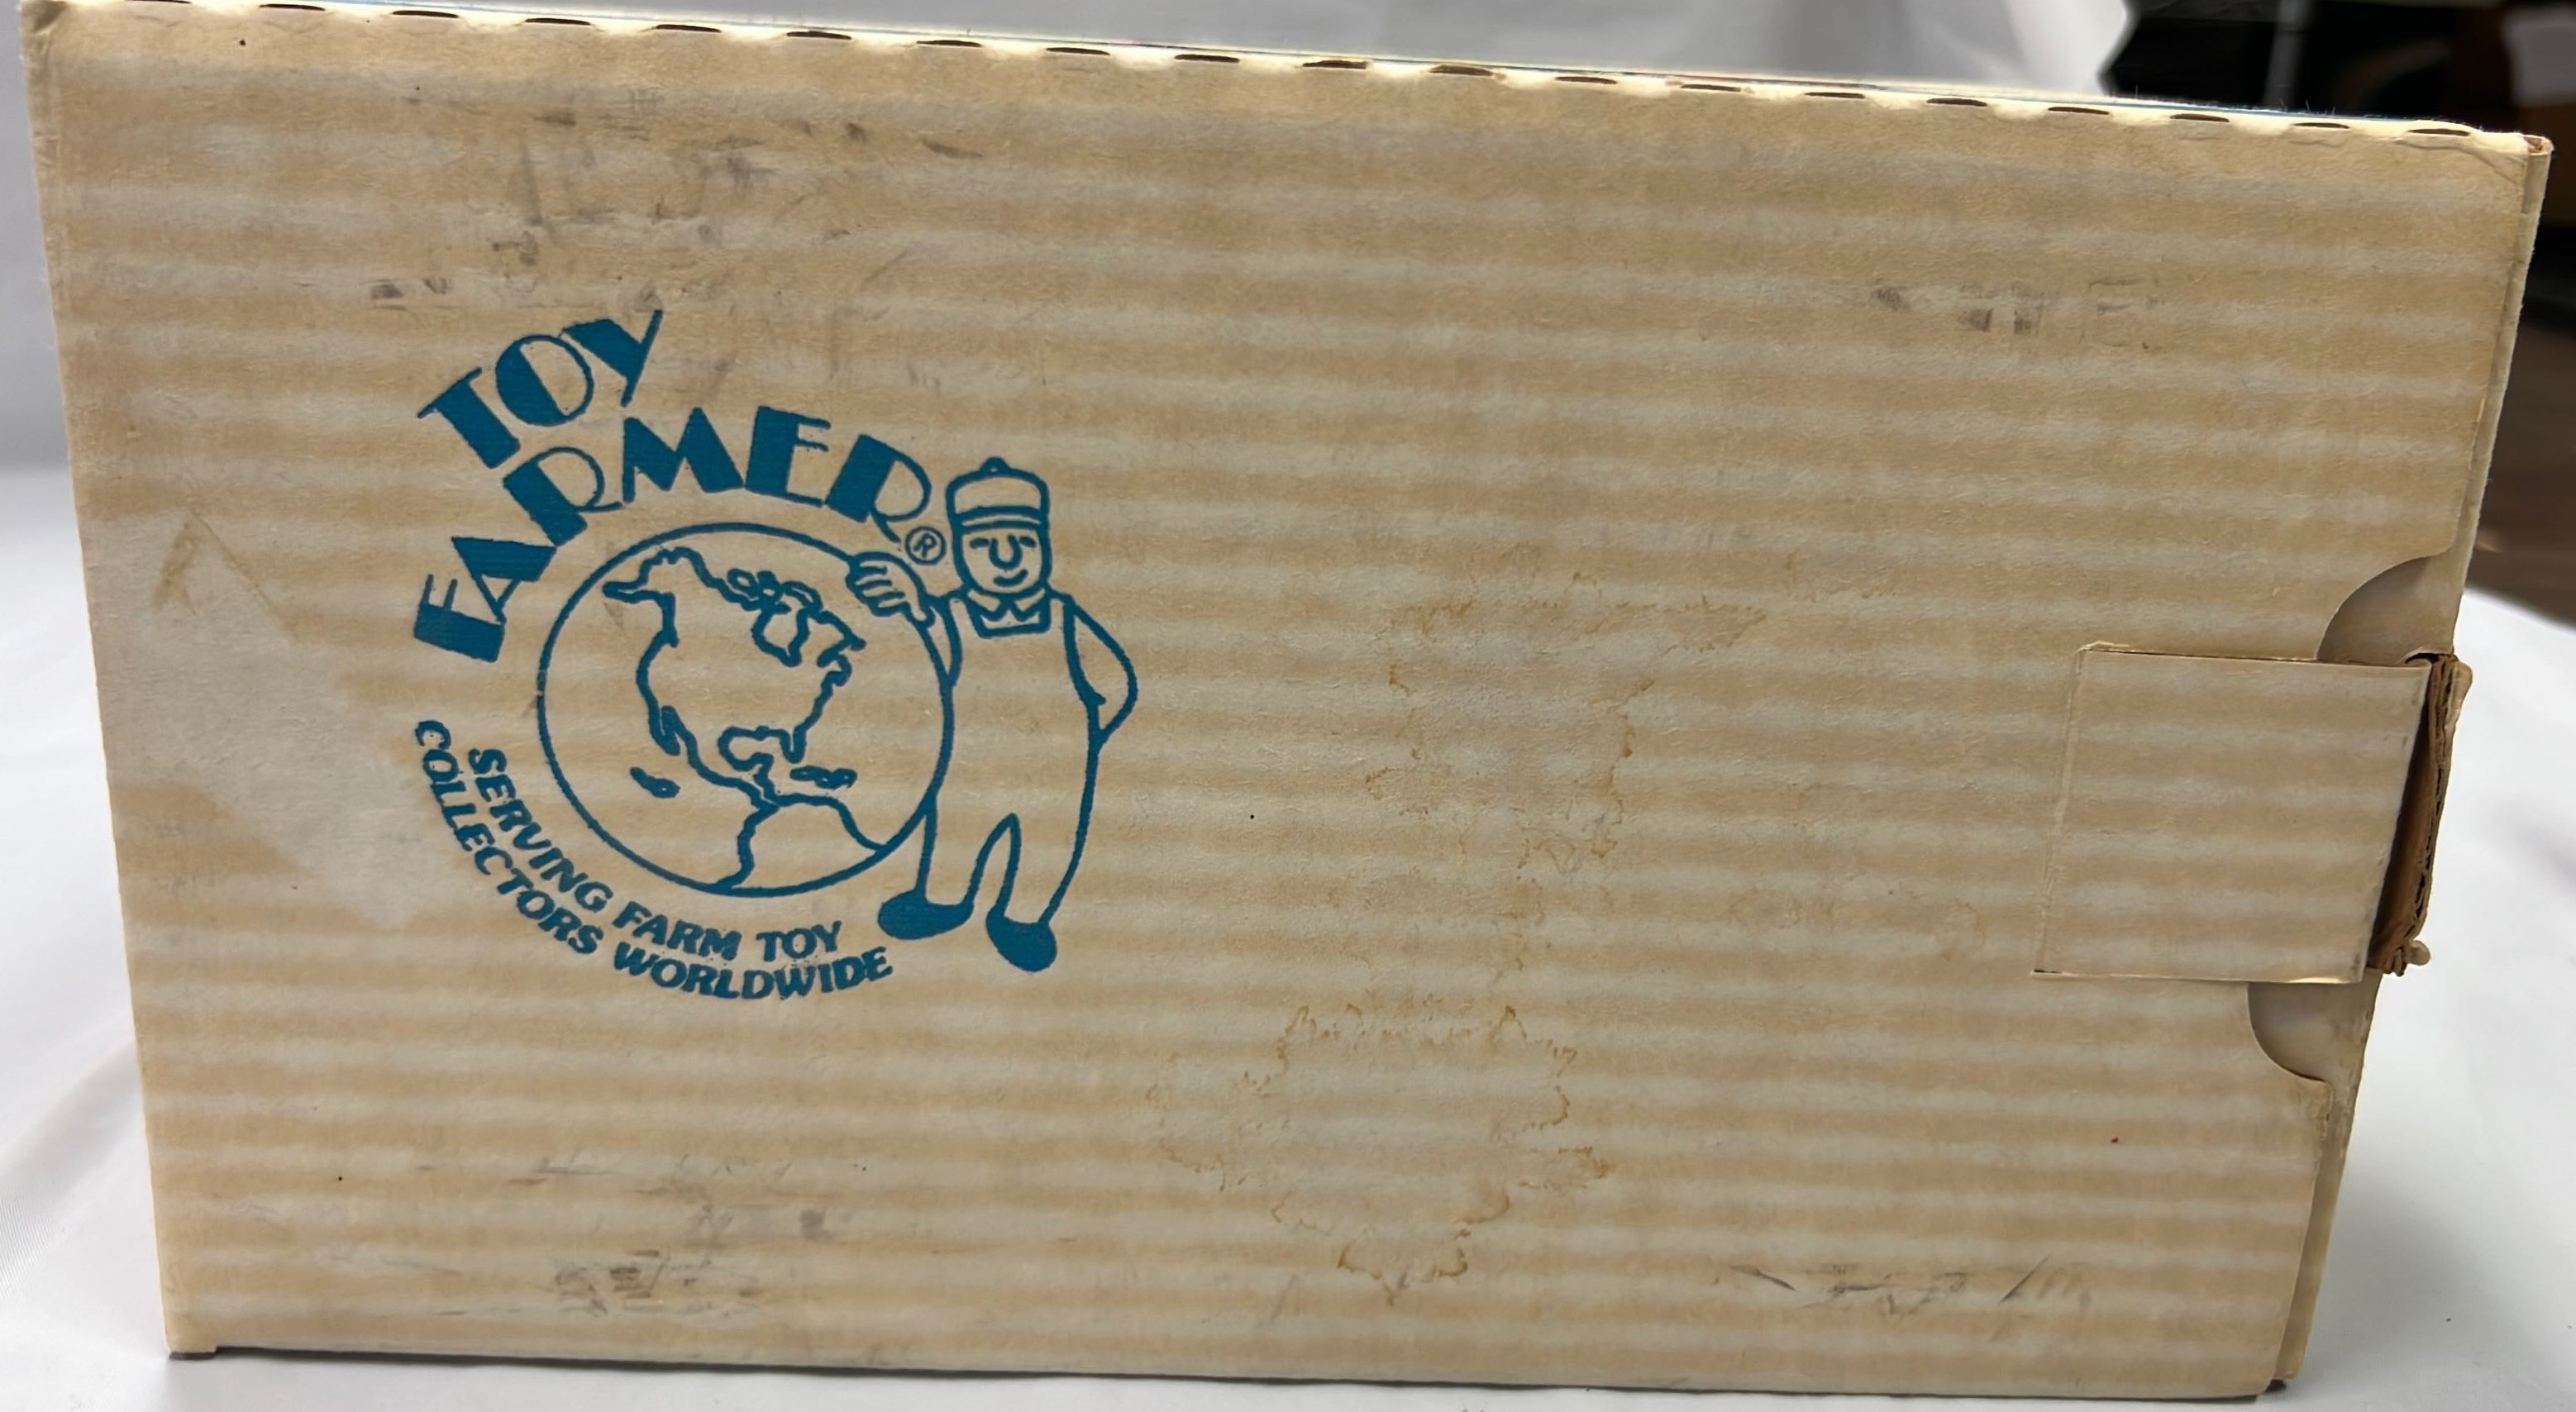 TOY
FARMER®
SERVING FARM TOY
COLLECTORS WORLDWIDE